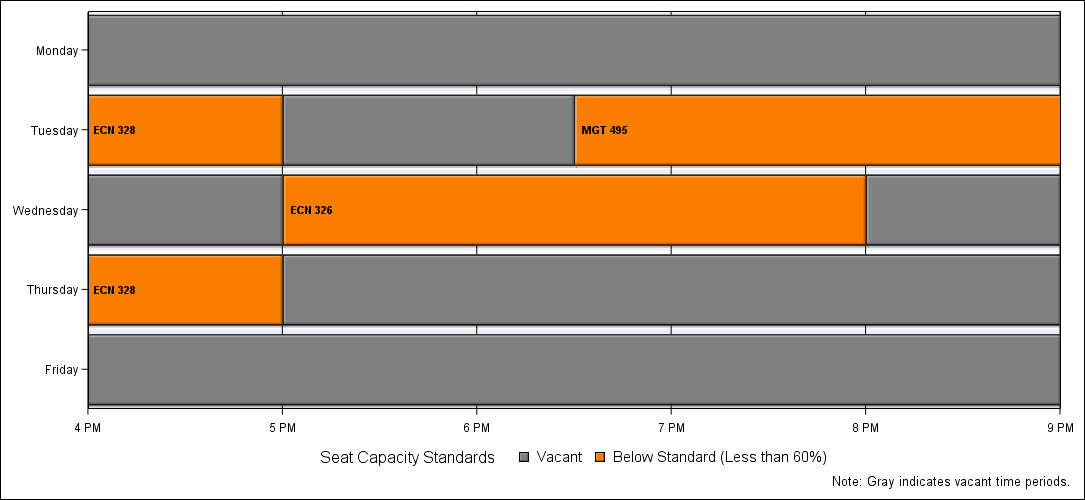 Monday
Tuesday
ECN 328
MGT 495
Wednesday
ECN 326
Thursday
ECN 328
Friday
4 PM 5 PM 6 PM 7 PM 8 PM 9 PM
Seat Capacity Standards Vacant Below Standard (Less than 60%)
Note: Gray indicates vacant time periods.